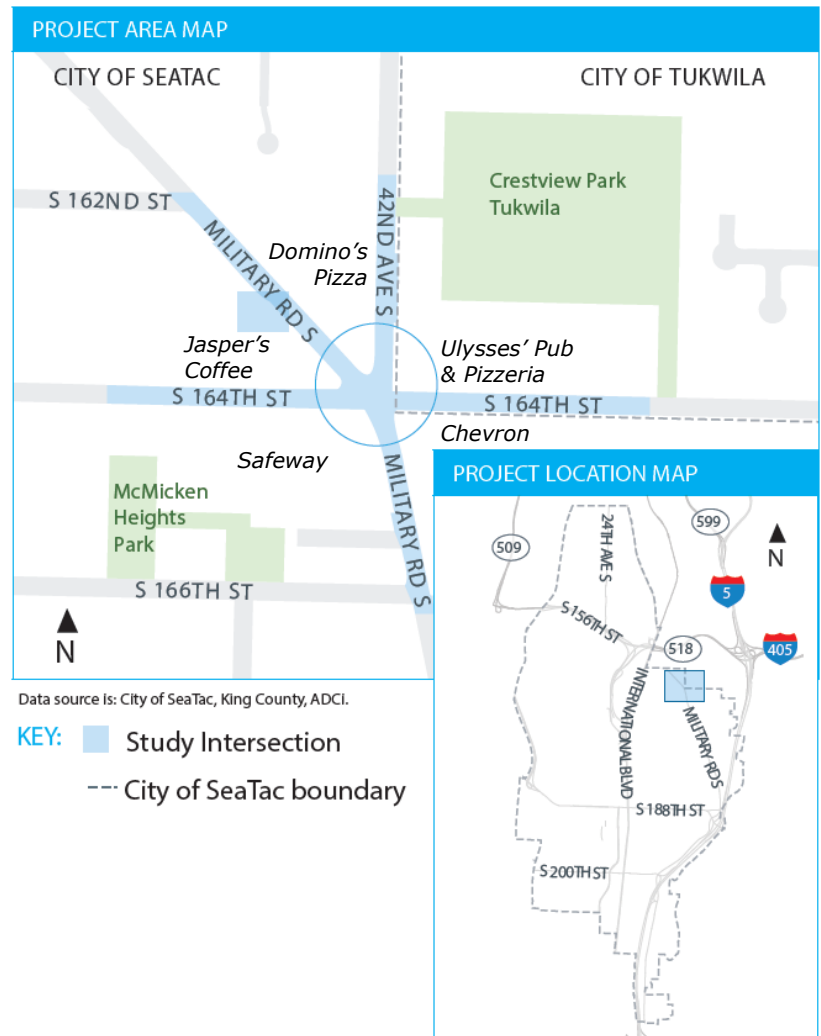 PROJECT AREA MAP
CITY OF SEATAC
CITY OF TUKWILA
S 162ND ST
MILITARY RD S
42ND AVE S
Crestview Park
Tukwila
Domino’s
Pizza
Jasper’s
Coffee
Ulysses’ Pub
& Pizzeria
S 164TH ST
S 164TH ST
Chevron
Safeway
MILITARY RD S
McMicken
Heights
Park
S 166TH ST
N
PROJECT LOCATION MAP
509
24TH AVE S
599
N
5
S 156TH ST
518
405
INTERNATIONAL BLVD
MILITARY RD S
S 188TH ST
S 200TH ST
Data source is: City of SeaTac, King County, ADCi.
KEY:
Study Intersection
City of SeaTac boundary